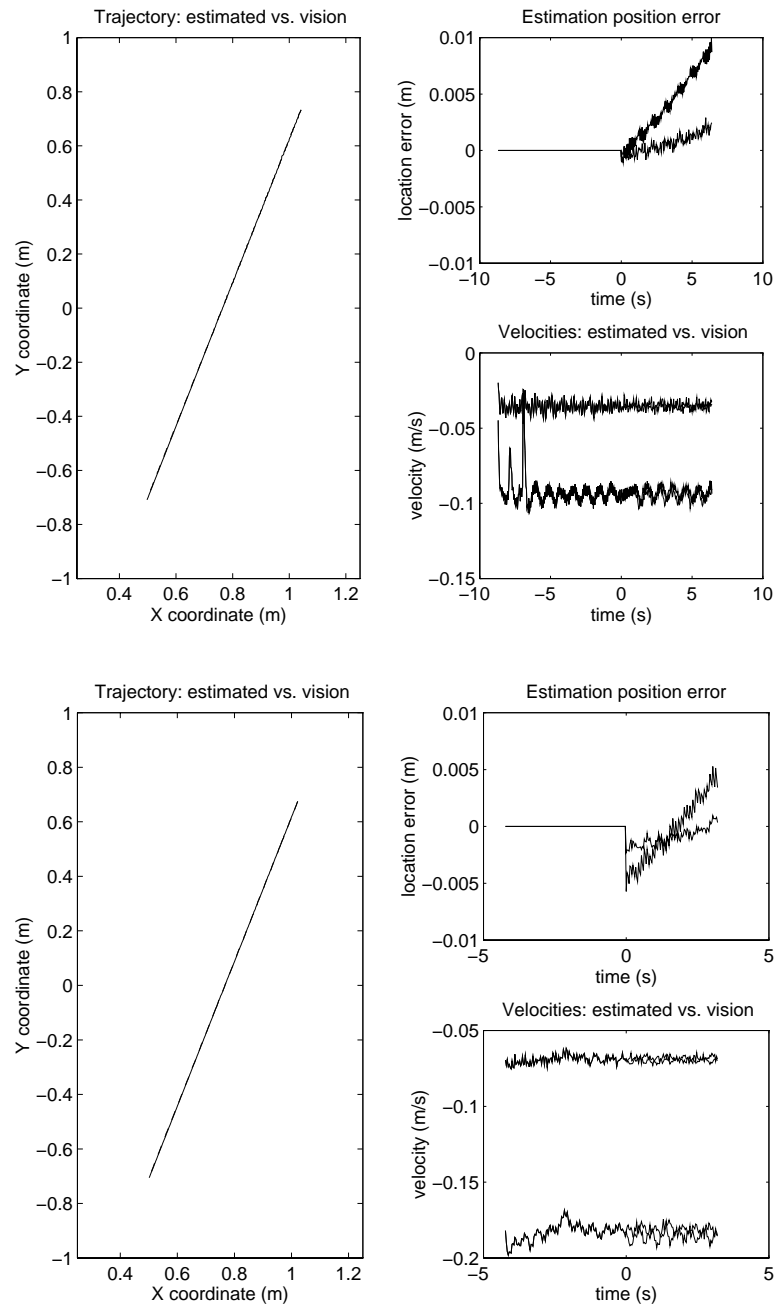 Trajectory: estimated vs. vision
1
0.8
0.6
0.4
0.2
0
−0.2
−0.4
−0.6
−0.8
−1
0.4 0.6 0.8 1 1.2
X coordinate (m)
Y coordinate (m)
Estimation position error
0.01
0.005
0
−0.005
−0.01
−10 −5 0 5 10
time (s)
location error (m)
Velocities: estimated vs. vision
0
−0.05
−0.1
−0.15
−10 −5 0 5 10
time (s)
velocity (m/s)
Trajectory: estimated vs. vision
1
0.8
0.6
0.4
0.2
0
−0.2
−0.4
−0.6
−0.8
−1
0.4 0.6 0.8 1 1.2
X coordinate (m)
Y coordinate (m)
Estimation position error
0.01
0.005
0
−0.005
−0.01
−5 0 5
time (s)
location error (m)
Velocities: estimated vs. vision
−0.05
−0.1
−0.15
−0.2
−5 0 5
time (s)
velocity (m/s)